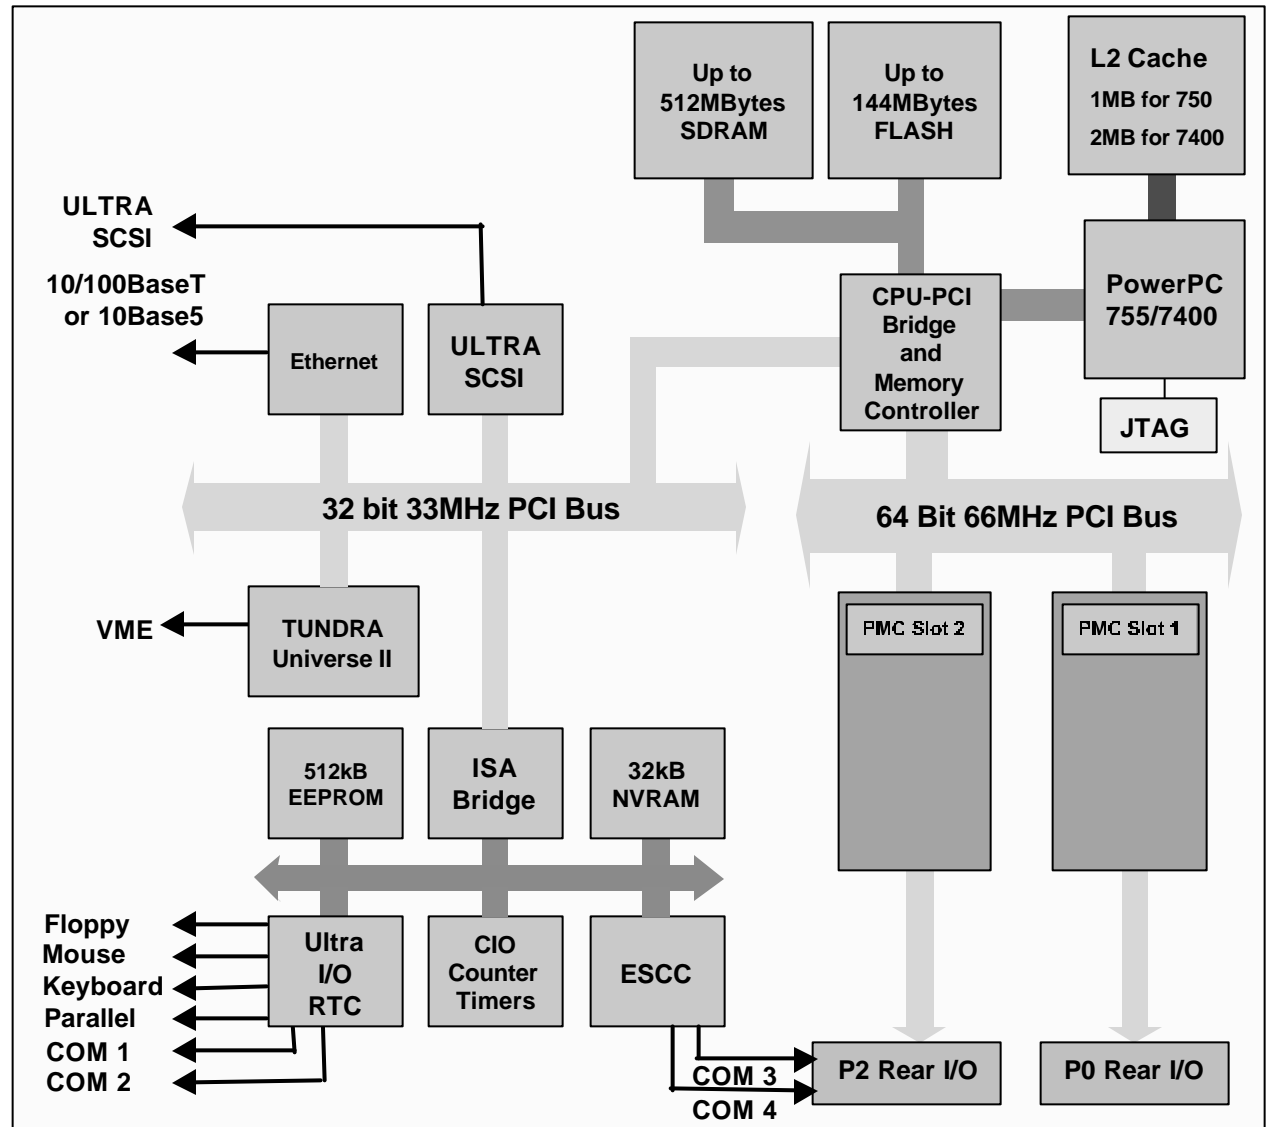 Up to
512MBytes
SDRAM
Up to
144MBytes
FLASH
L2 Cache
1MB for 750
2MB for 7400
ULTRA
SCSI
10/100BaseT
or 10Base5
Ethernet
ULTRA
SCSI
CPU-PCI
Bridge
and
Memory
Controller
PowerPC
755/7400
JTAG
32 bit 33MHz PCI Bus
64 Bit 66MHz PCI Bus
VME
TUNDRA
Universe II
PMC Slot 2
PMC Slot 1
512kB
EEPROM
ISA
Bridge
32kB
NVRAM
Floppy
Mouse
Keyboard
Parallel
COM 1
COM 2
Ultra
I/O
RTC
CIO
Counter
Timers
ESCC
COM 3
COM 4
P2 Rear I/O
P0 Rear I/O